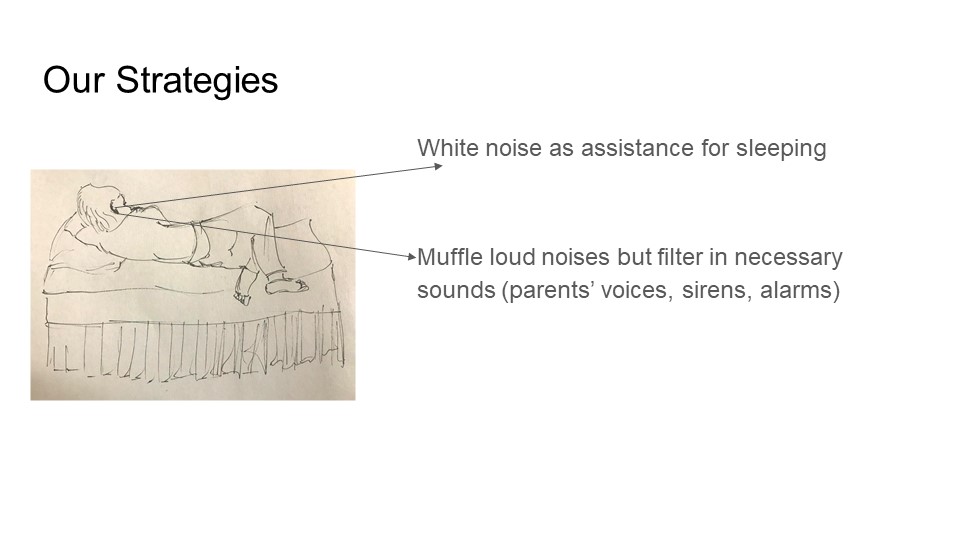 Our Strategies
White noise as assistance for sleeping
Muffle loud noises but filter in necessary
sounds (parents’ voices, sirens, alarms)